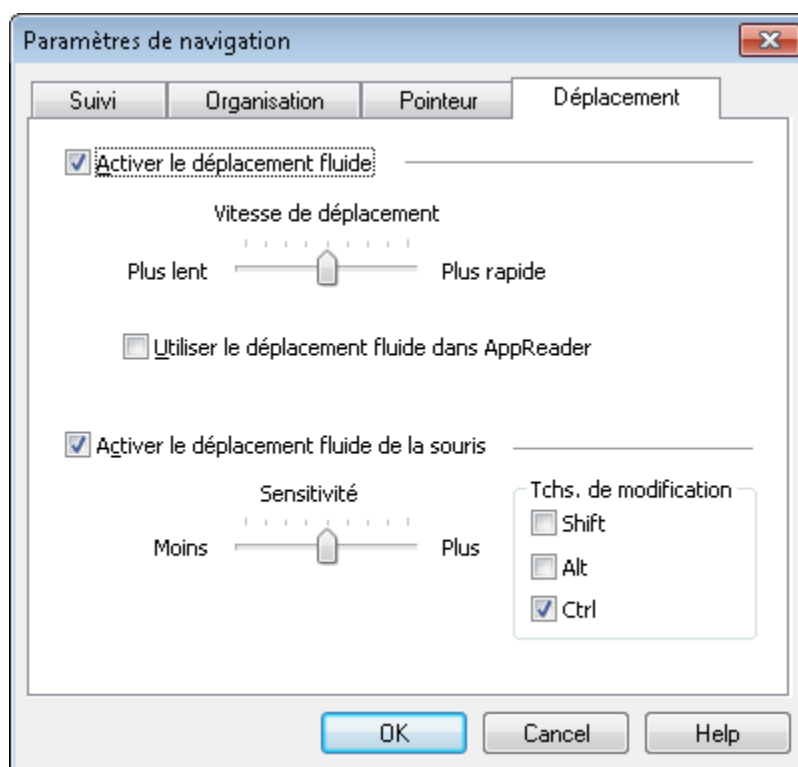 Paramètres de navigation
Suivi Organisation Pointeur Déplacement
Activer le déplacement fluide
Vitesse de déplacement
Plus lent Plus rapide
Utiliser le déplacement fluide dans AppReader
Activer le déplacement fluide de la souris
Sensitivité Tchs. de modification
Shift
Moins Plus Alt
Ctrl
OK Cancel Help